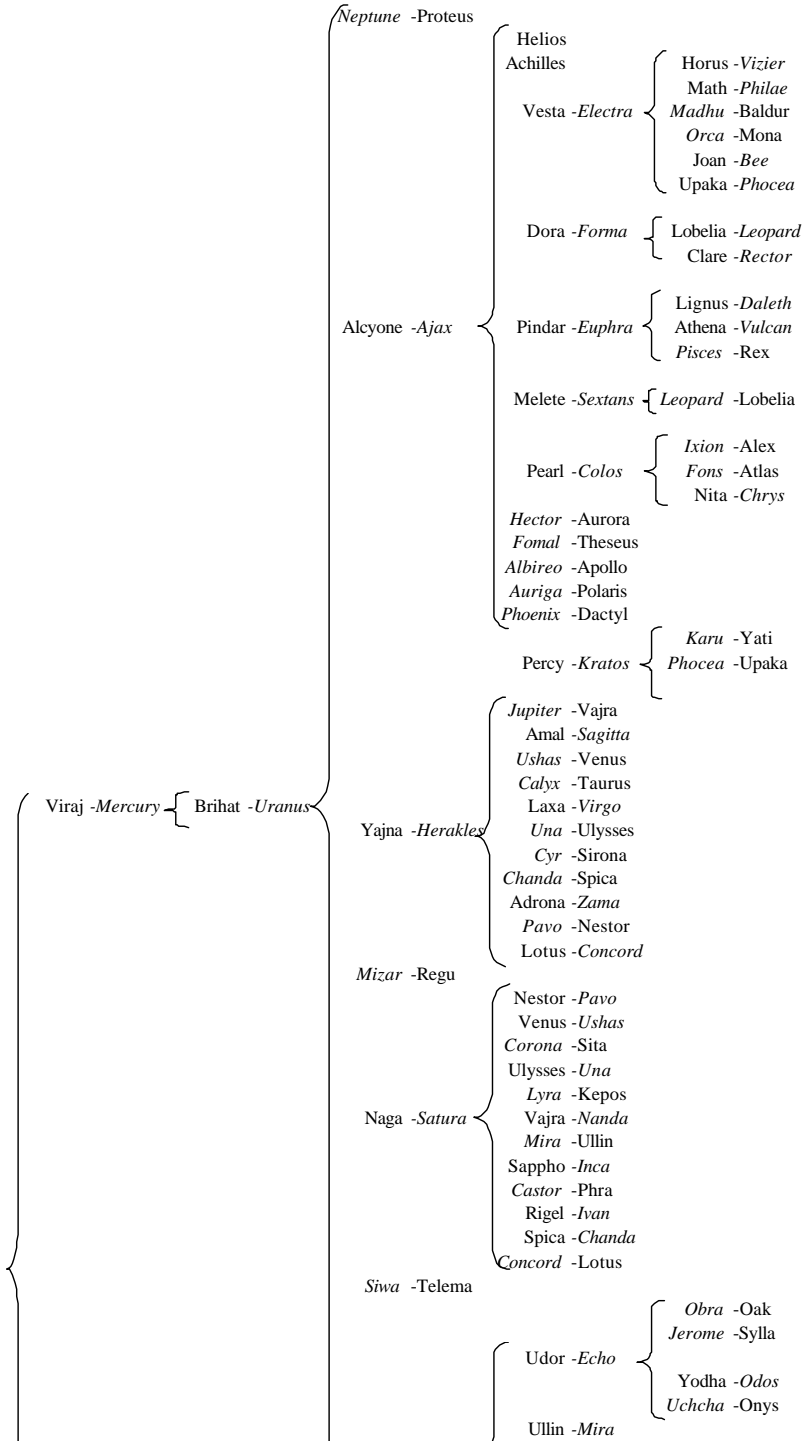 Neptune -Proteus
Helios
Achilles
Horus -Vizier
Math -Philae
Vesta -Electra
Madhu -Baldur
Orca -Mona
Joan -Bee
Upaka -Phocea
Dora -Forma
Lobelia -Leopard
Clare -Rector
Lignus -Daleth
Alcyone -Ajax
Pindar -Euphra
Athena -Vulcan
Pisces -Rex
Melete -Sextans
Leopard -Lobelia
Ixion -Alex
Pearl -Colos
Fons -Atlas
Nita -Chrys
Hector -Aurora
Fomal -Theseus
Albireo -Apollo
Auriga -Polaris
Phoenix -Dactyl
Karu -Yati
Percy -Kratos
Phocea -Upaka
Jupiter -Vajra
Amal -Sagitta
Ushas -Venus
Calyx -Taurus
Viraj -Mercury
Brihat -Uranus
Laxa -Virgo
Yajna -Herakles
Una -Ulysses
Cyr -Sirona
Chanda -Spica
Adrona -Zama
Pavo -Nestor
Lotus -Concord
Mizar -Regu
Nestor -Pavo
Venus -Ushas
Corona -Sita
Ulysses -Una
Lyra -Kepos
Naga -Satura
Vajra -Nanda
Mira -Ullin
Sappho -Inca
Castor -Phra
Rigel -Ivan
Spica -Chanda
Concord -Lotus
Siwa -Telema
Obra -Oak
Jerome -Sylla
Udor -Echo
Yodha -Odos
Uchcha -Onys
Ullin -Mira